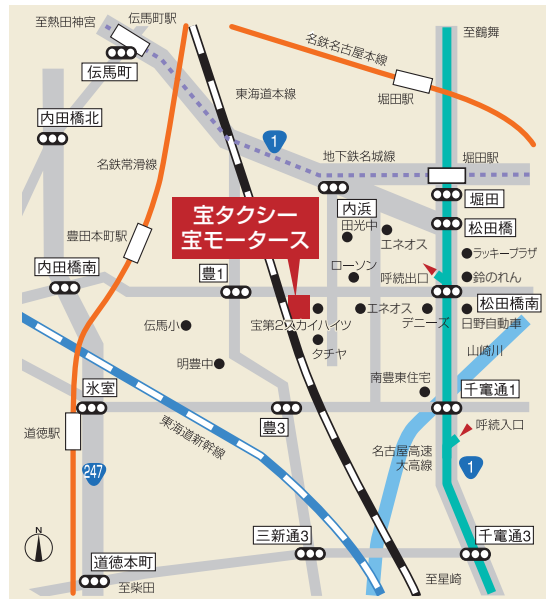 至熱田神宮
伝馬町駅
伝馬町
至鶴舞
名鉄名古屋本線
堀田駅
東海道本線
内田橋北
1
名鉄常滑線
地下鉄名城線
堀田駅
堀田
宝タクシー
宝モータース
内浜
田光中
エネオス
松田橋
豊田本町駅
ラッキープラザ
ローソン
呼続出口
鈴のれん
内田橋南
豊1
松田橋南
伝馬小
宝第2スカイハイツ
エネオス
デニーズ
日野自動車
タチヤ
山崎川
明豊中
南豊東住宅
氷室
千竃通1
豊3
道徳駅
東海道新幹線
呼続入口
名古屋高速
大高線
1
247
N
三新通3
千竃通3
道徳本町
至柴田
至星崎